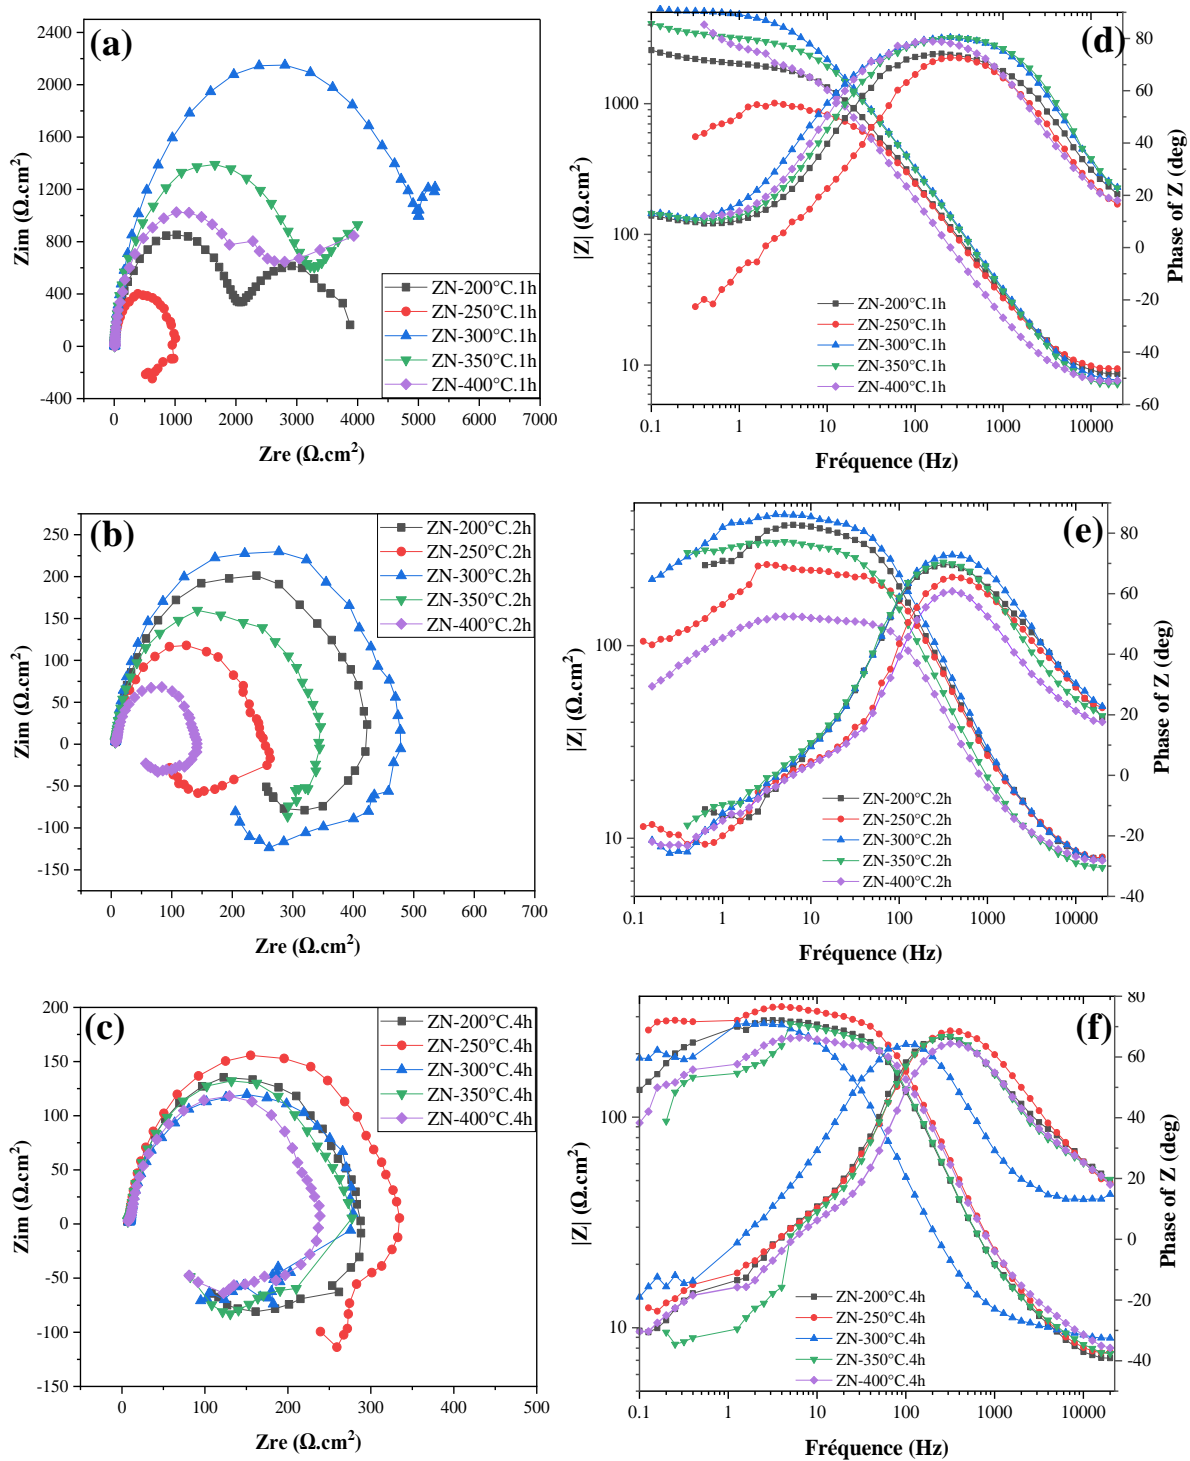 (a)
2400
2000
1600
1200
800
400
0
-400
Zim (Ω.cm²)
0 1000 2000 3000 4000 5000 6000 7000
Zre (Ω.cm²)
ZN-200°C.1h
ZN-250°C.1h
ZN-300°C.1h
ZN-350°C.1h
ZN-400°C.1h
(d)
1000
100
10
|Z| (Ω.cm²)
80
60
40
20
0
-20
-40
-60
Phase of Z (deg)
0.1 1 10 100 1000 10000
Fréquence (Hz)
ZN-200°C.1h
ZN-250°C.1h
ZN-300°C.1h
ZN-350°C.1h
ZN-400°C.1h
(b)
250
225
200
175
150
125
100
75
50
25
0
-25
-50
-75
-100
-125
-150
Zim (Ω.cm²)
0 100 200 300 400 500 600 700
Zre (Ω.cm²)
ZN-200°C.2h
ZN-250°C.2h
ZN-300°C.2h
ZN-350°C.2h
ZN-400°C.2h
(e)
100
10
|Z| (Ω.cm²)
80
60
40
20
0
-20
-40
Phase of Z (deg)
0.1 1 10 100 1000 10000
Fréquence (Hz)
ZN-200°C.2h
ZN-250°C.2h
ZN-300°C.2h
ZN-350°C.2h
ZN-400°C.2h
(c)
200
150
100
50
0
-50
-100
-150
Zim (Ω.cm²)
0 100 200 300 400 500
Zre (Ω.cm²)
ZN-200°C.4h
ZN-250°C.4h
ZN-300°C.4h
ZN-350°C.4h
ZN-400°C.4h
(f)
100
10
|Z| (Ω.cm²)
80
60
40
20
0
-20
-40
Phase of Z (deg)
0.1 1 10 100 1000 10000
Fréquence (Hz)
ZN-200°C.4h
ZN-250°C.4h
ZN-300°C.4h
ZN-350°C.4h
ZN-400°C.4h